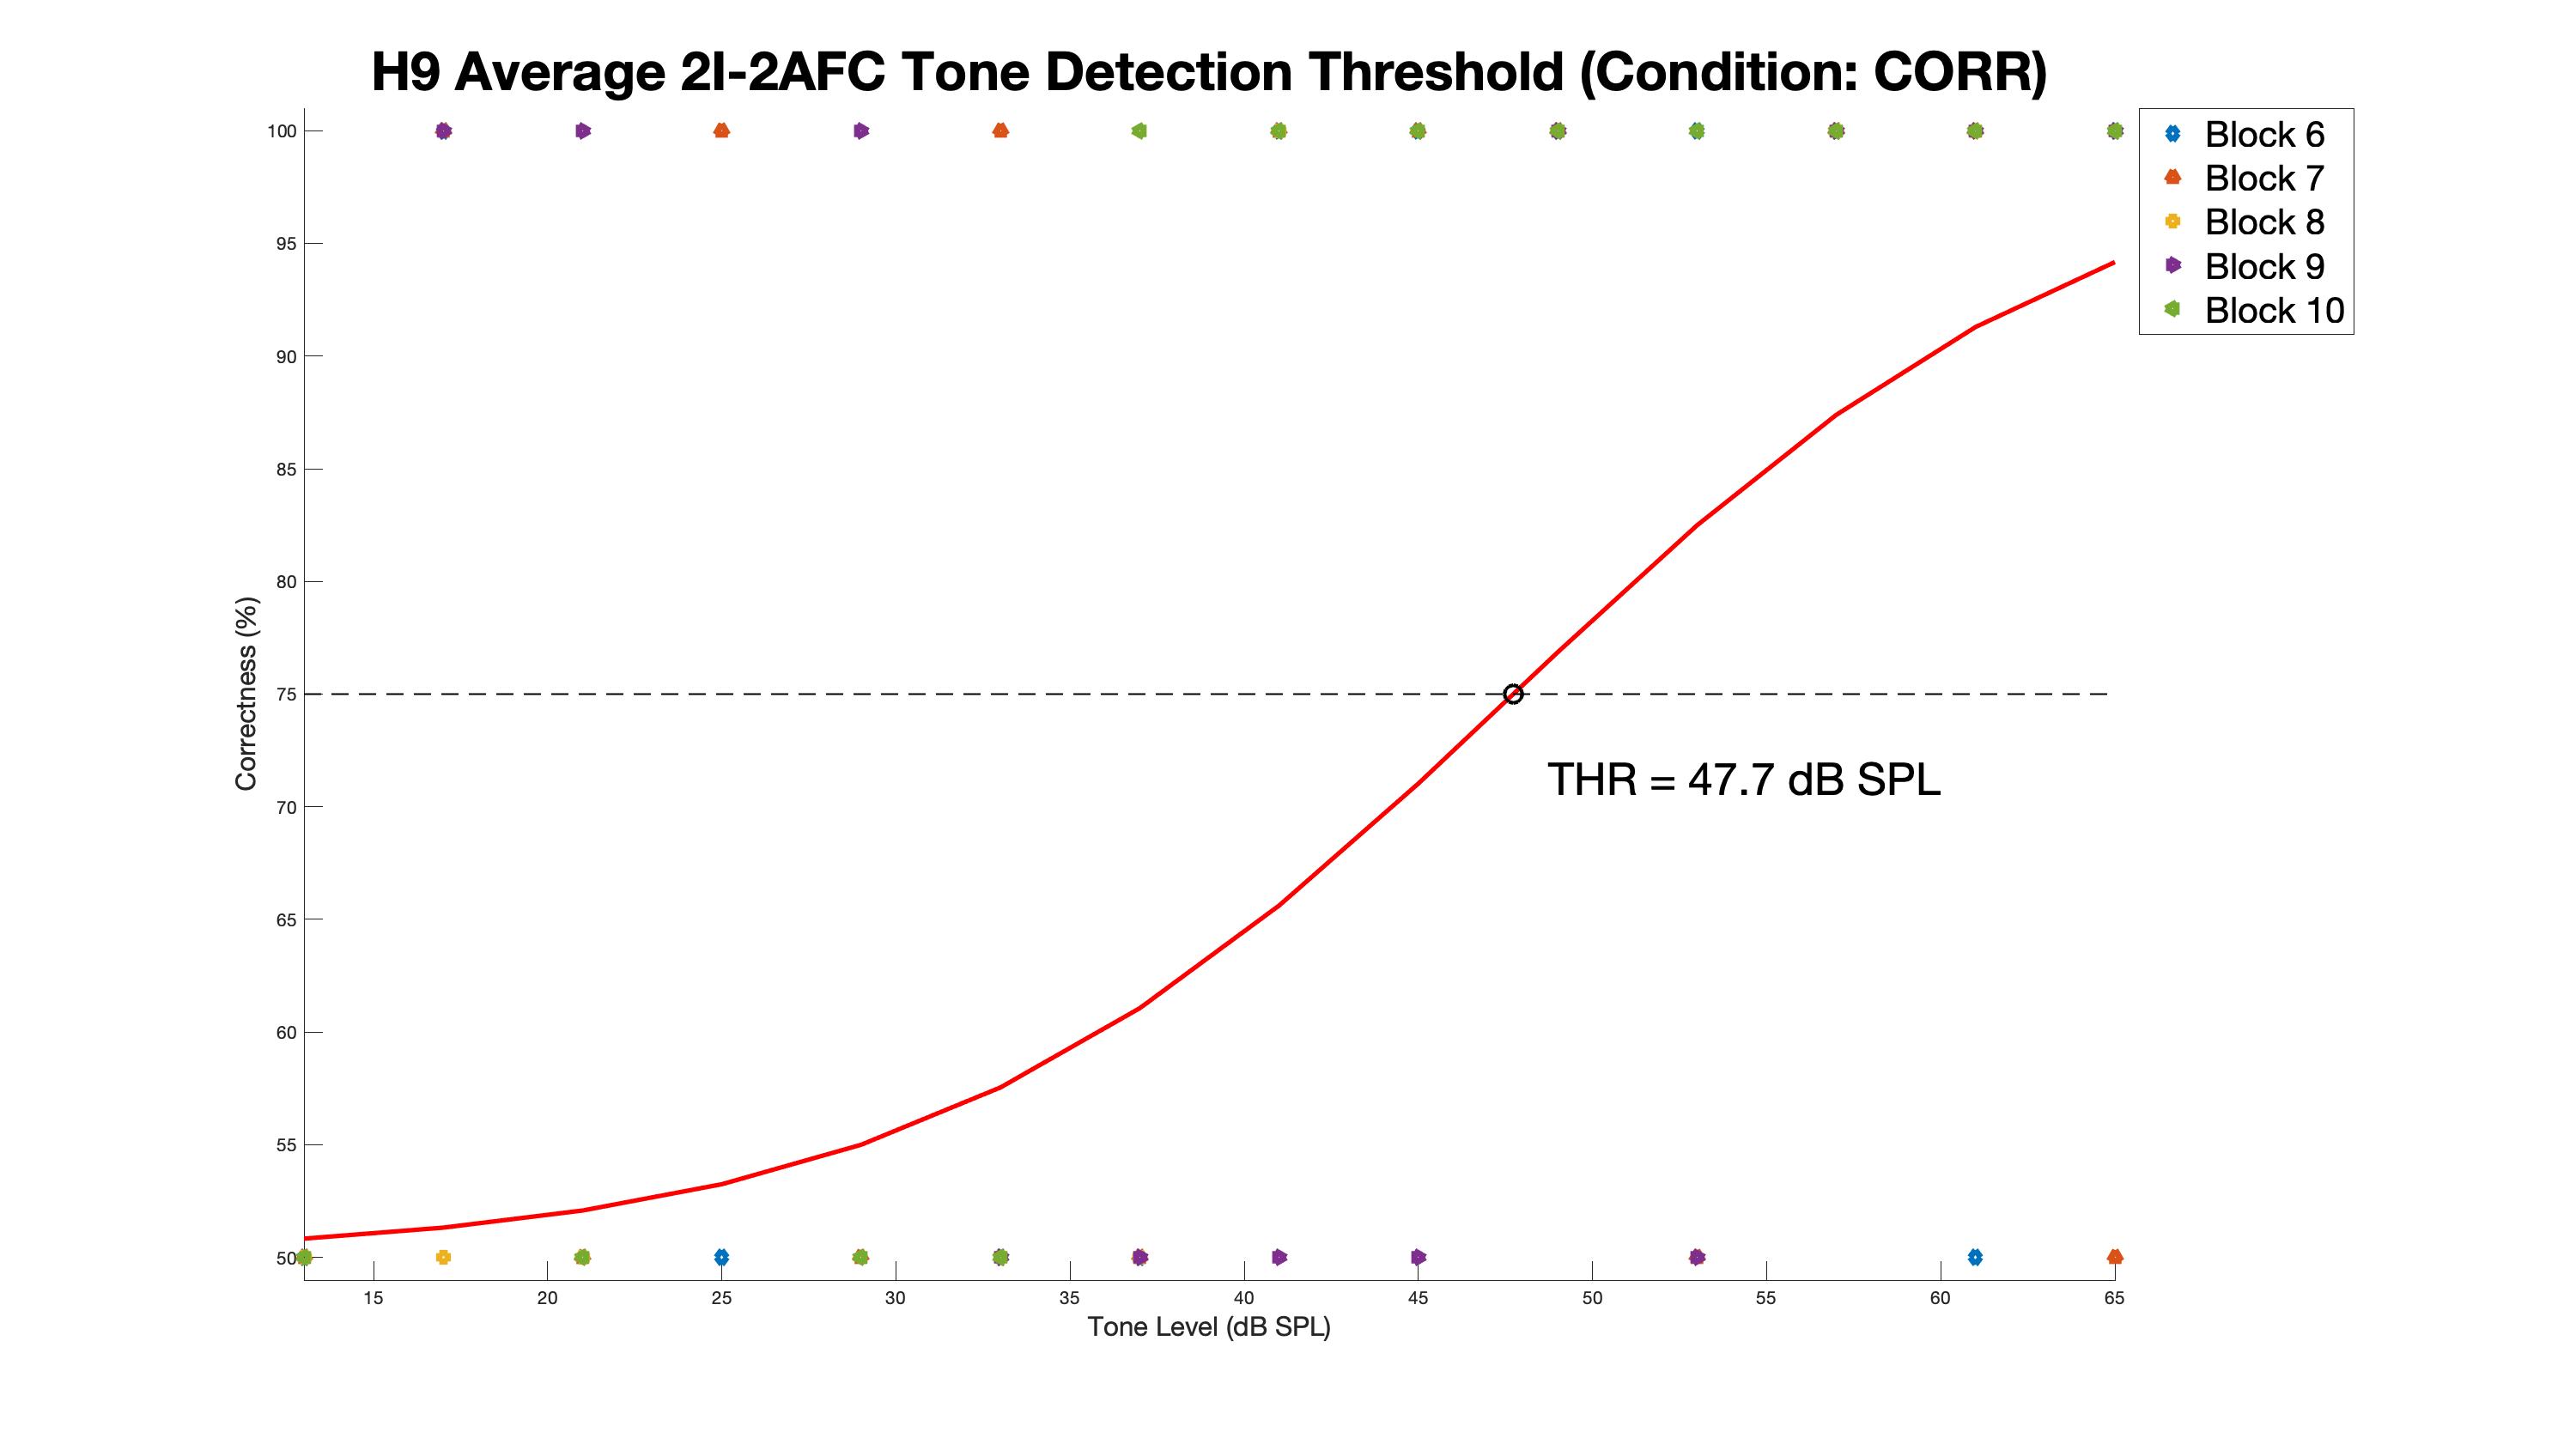 H9 Average 2I-2AFC Tone Detection Threshold (Condition: CORR)
100
95
90
85
80
75
70
65
60
55
50
Correctness (%)
THR = 47.7 dB SPL
15 20 25 30 35 40 45 50 55 60 65
Tone Level (dB SPL)
Block 6
Block 7
Block 8
Block 9
Block 10